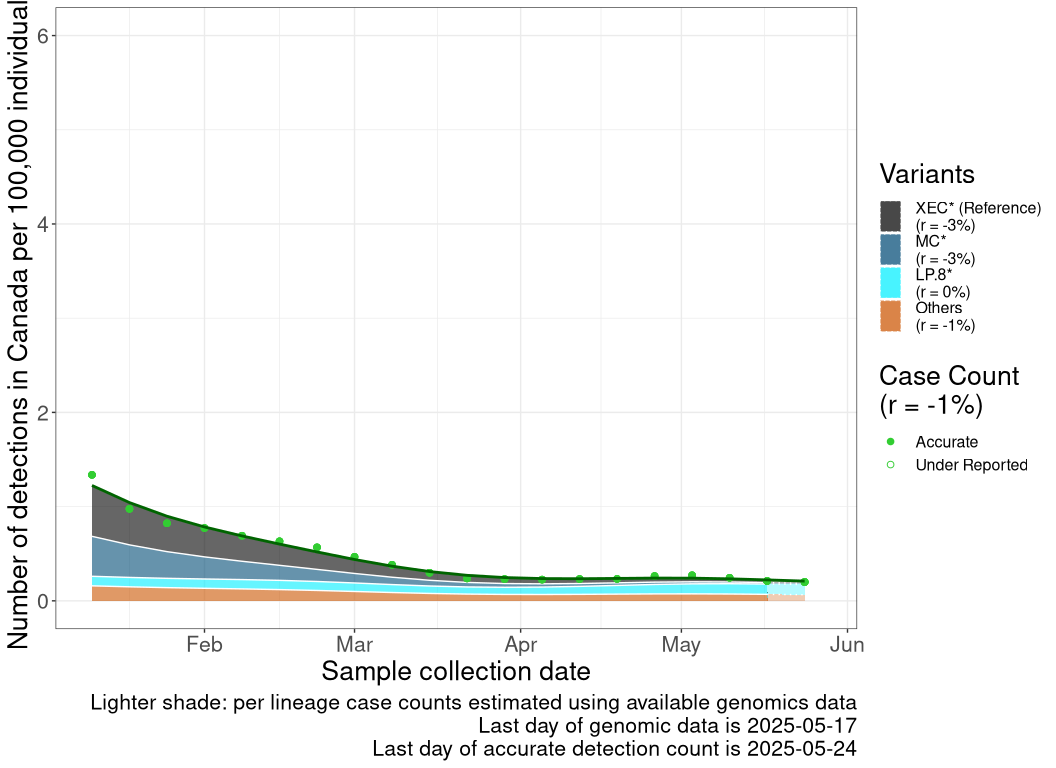 Number of detections in Canada per 100,000 individual
6
4
2
0
Feb
Mar
Apr
May
Jun
Sample collection date
Lighter shade: per lineage case counts estimated using available genomics data
Last day of genomic data is 2025-05-17
Last day of accurate detection count is 2025-05-24
Variants
XEC* (Reference)
(r = -3%)
MC*
(r = -3%)
LP.8*
(r = 0%)
Others
(r = -1%)
Case Count
(r = -1%)
Accurate
Under Reported